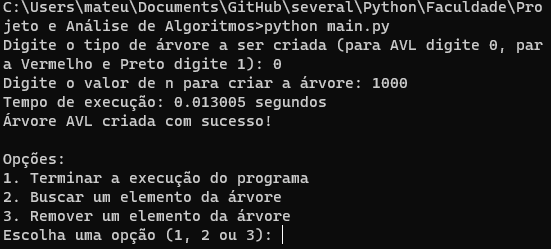 C:\Users\mateu\Documents\GitHub\several\Python\Faculdade\Pro
jeto e Análise de Algoritmos>python main.py
Digite o tipo de árvore a ser criada (para AVL digite 0, par
a Vermelho e Preto digite 1): 0
Digite o valor de n para criar a árvore: 1000
Tempo de execução: 0.013005 segundos
Árvore AVL criada com sucesso!

Opções:
1. Terminar a execução do programa
2. Buscar um elemento da árvore
3. Remover um elemento da árvore
Escolha uma opção (1, 2 ou 3):